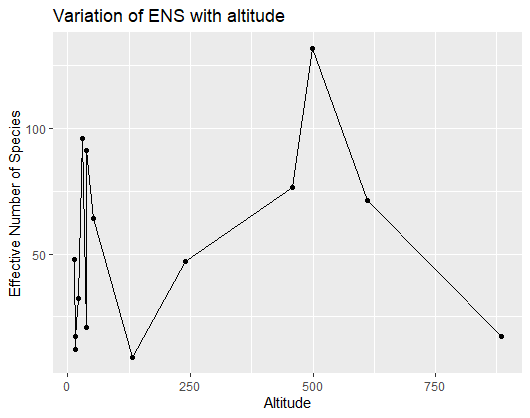 Variation of ENS with altitude
Effective Number of Species
100
50
0
250
500
750
Altitude